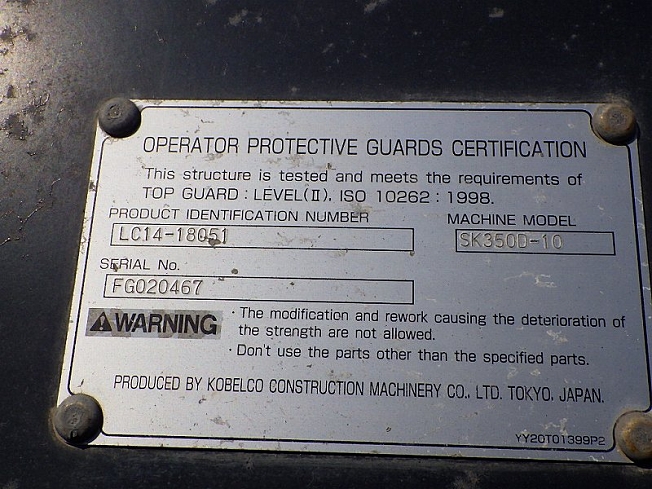 OPERATOR PROTECTIVE GUARDS CERTIFICATION
This structure is tested and meets the requirements of
TOP GUARD : LEVEL(II), ISO 10262 : 1998.
PRODUCT IDENTIFICATION NUMBER
LC14-18051
MACHINE MODEL
SK350D-10
SERIAL No.
FG020467
WARNING
· The modification and rework causing the deterioration of
the strength are not allowed.
· Don't use the parts other than the specified parts.
PRODUCED BY KOBELCO CONSTRUCTION MACHINERY CO., LTD. TOKYO, JAPAN.
YY20T01399P2